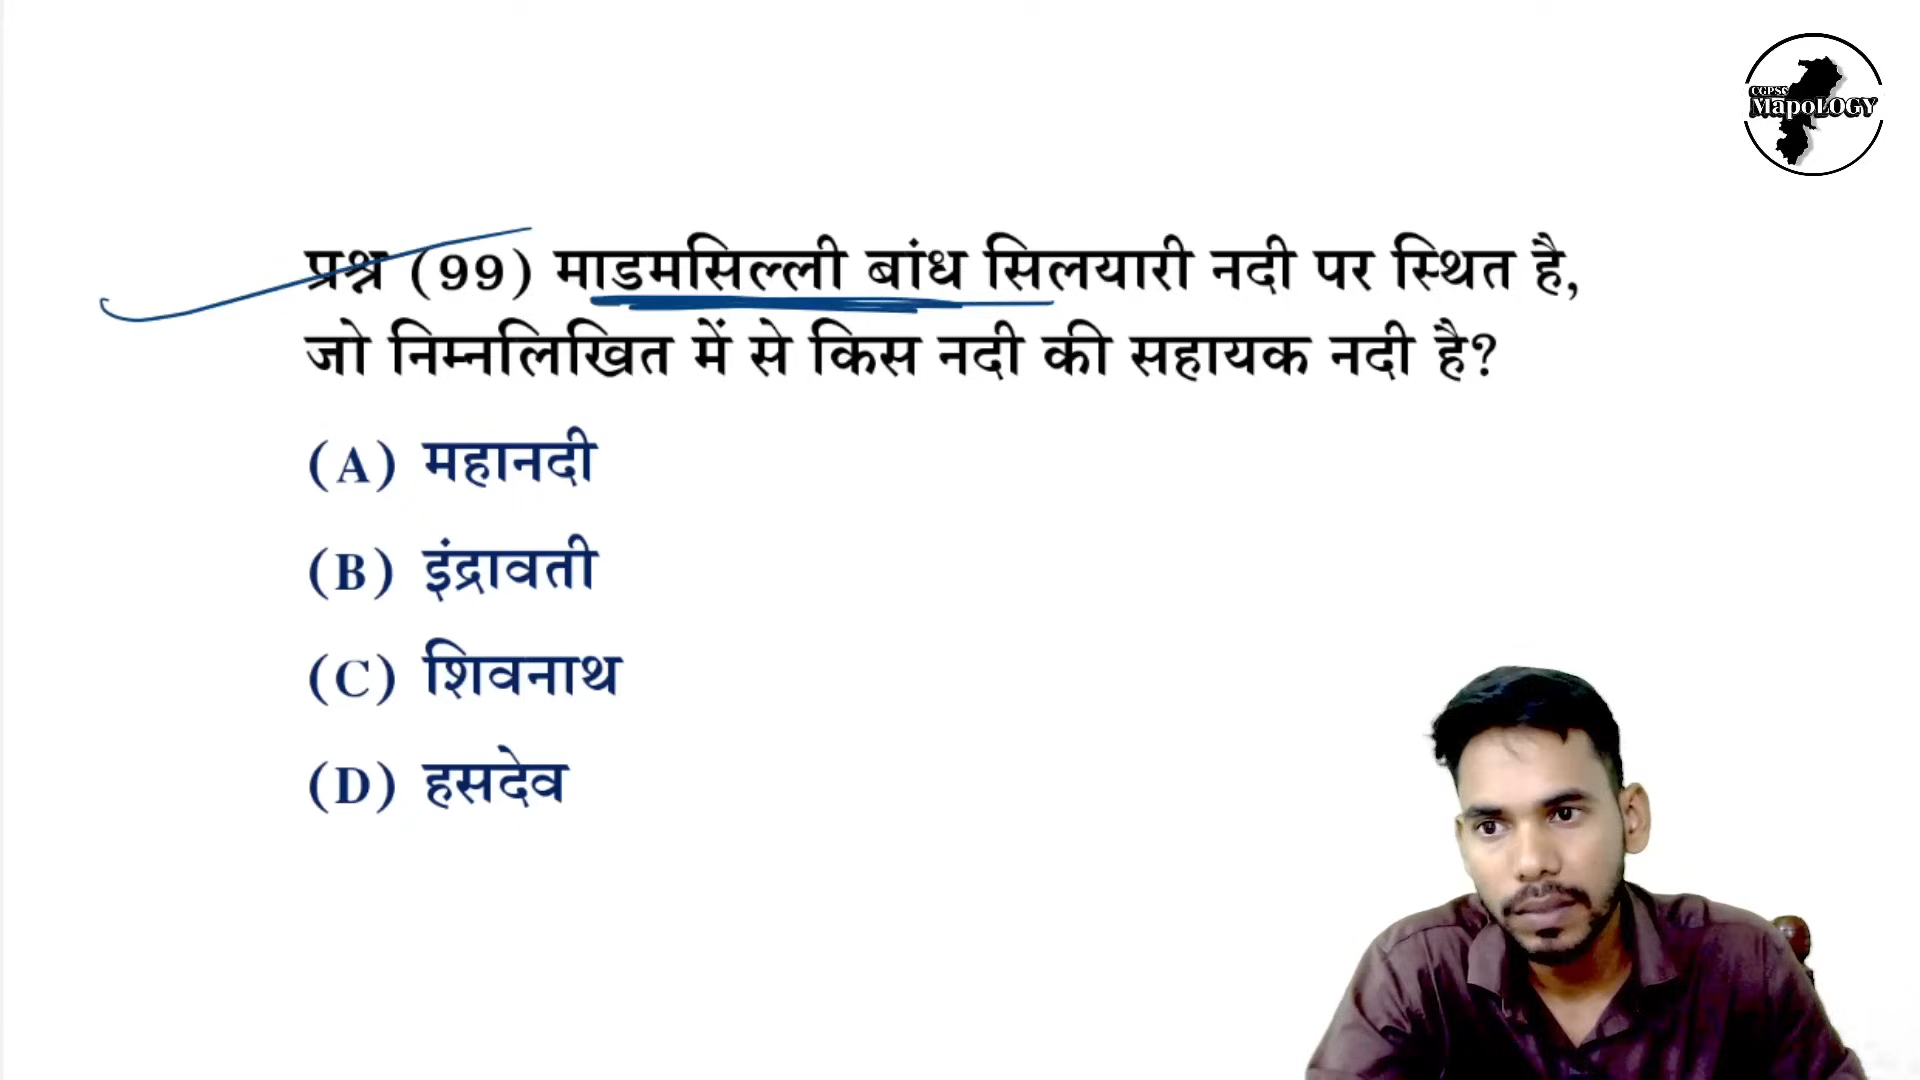 CGPSC
MapoLOGY
प्रश्न (99) माडमसिल्ली बांध सिलयारी नदी पर स्थित है,
जो निम्नलिखित में से किस नदी की सहायक नदी है?
(A) महानदी
(B) इंद्रावती
(C) शिवनाथ
(D) हसदेव